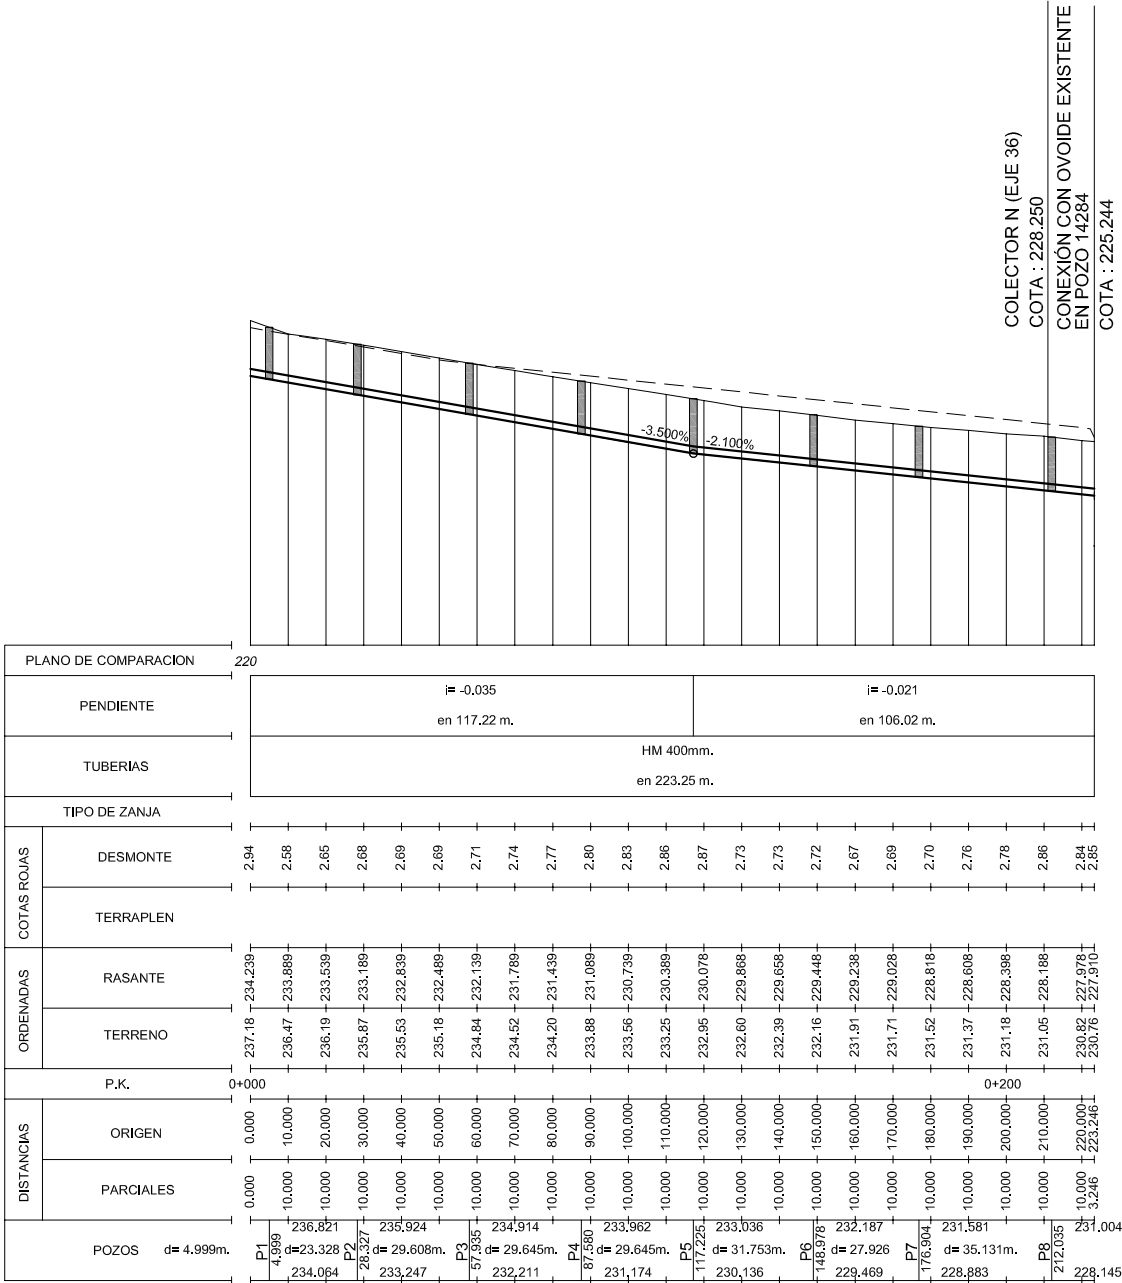 COLECTOR N (EJE 36)
COTA : 228.250
CONEXIÓN CON OVOIDE EXISTENTE
EN POZO 14284
COTA : 225.244
-3.500%
-2.100%
PLANO DE COMPARACION
220
PENDIENTE
i= -0.035
en 117.22 m.
i= -0.021
en 106.02 m.
TUBERIAS
HM 400mm.
en 223.25 m.
TIPO DE ZANJA
COTAS ROJAS
DESMONTE
2.94 2.58 2.65 2.68 2.69 2.69 2.71 2.74 2.77 2.80 2.83 2.86 2.87 2.73 2.73 2.72 2.67 2.69 2.70 2.76 2.78 2.86 2.84 2.85
TERRAPLEN
ORDENADAS
RASANTE
234.239 233.889 233.539 233.189 232.839 232.489 232.139 231.789 231.439 231.089 230.739 230.389 230.078 229.868 229.658 229.448 229.238 229.028 228.818 228.608 228.398 228.188 227.978 227.910
TERRENO
237.18 236.47 236.19 235.87 235.53 235.18 234.84 234.52 234.20 233.88 233.56 233.25 232.95 232.60 232.39 232.16 231.91 231.71 231.52 231.37 231.18 231.05 230.82 230.76
P.K.
0+000
0+200
DISTANCIAS
ORIGEN
0.000 10.000 20.000 30.000 40.000 50.000 60.000 70.000 80.000 90.000 100.000 110.000 120.000 130.000 140.000 150.000 160.000 170.000 180.000 190.000 200.000 210.000 220.000 223.246
PARCIALES
0.000 10.000 10.000 10.000 10.000 10.000 10.000 10.000 10.000 10.000 10.000 10.000 10.000 10.000 10.000 10.000 10.000 10.000 10.000 10.000 10.000 10.000 10.000 3.246
POZOS
d= 4.999m.
P1
4.999
236.821
d=23.328
234.064
P2
28.327
235.924
d= 29.608m.
233.247
P3
57.935
234.914
d= 29.645m.
232.211
P4
87.580
233.962
d= 29.645m.
231.174
P5
117.225
233.036
d= 31.753m.
230.136
P6
148.978
232.187
d= 27.926
229.469
P7
176.904
231.581
d= 35.131m.
228.883
P8
212.035
231.004
228.145